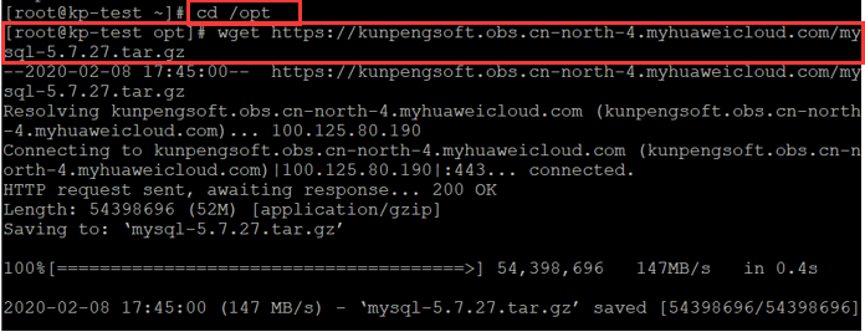 [root@kp-test ~]# cd /opt
[root@kp-test opt]# wget https://kunpengsoft.obs.cn-north-4.myhuaweicloud.com/my
sql-5.7.27.tar.gz
--2020-02-08 17:45:00--  https://kunpengsoft.obs.cn-north-4.myhuaweicloud.com/my
sql-5.7.27.tar.gz
Resolving kunpengsoft.obs.cn-north-4.myhuaweicloud.com (kunpengsoft.obs.cn-north
-4.myhuaweicloud.com)... 100.125.80.190
Connecting to kunpengsoft.obs.cn-north-4.myhuaweicloud.com (kunpengsoft.obs.cn-n
orth-4.myhuaweicloud.com)|100.125.80.190|:443... connected.
HTTP request sent, awaiting response... 200 OK
Length: 54398696 (52M) [application/gzip]
Saving to: ‘mysql-5.7.27.tar.gz’
100%[======================================>] 54,398,696   147MB/s   in 0.4s
2020-02-08 17:45:00 (147 MB/s) - ‘mysql-5.7.27.tar.gz’ saved [54398696/54398696]